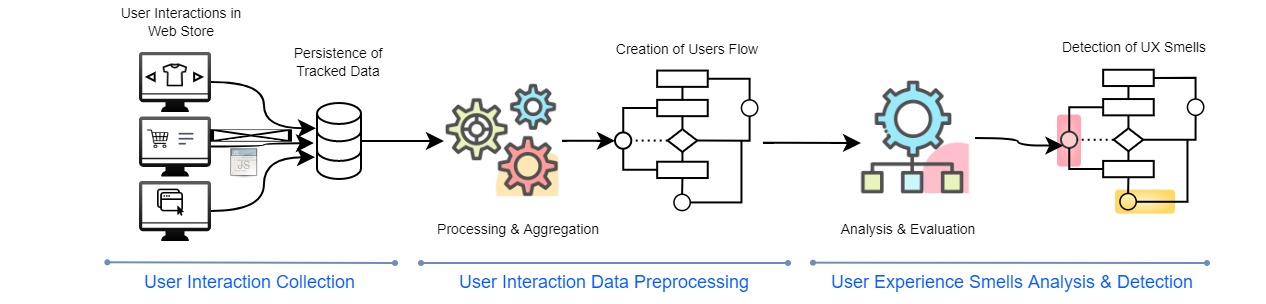 User Interactions in
Web Store
Persistence of
Tracked Data
JS
Creation of Users Flow
Detection of UX Smells
Processing & Aggregation
Analysis & Evaluation
User Interaction Collection
User Interaction Data Preprocessing
User Experience Smells Analysis & Detection